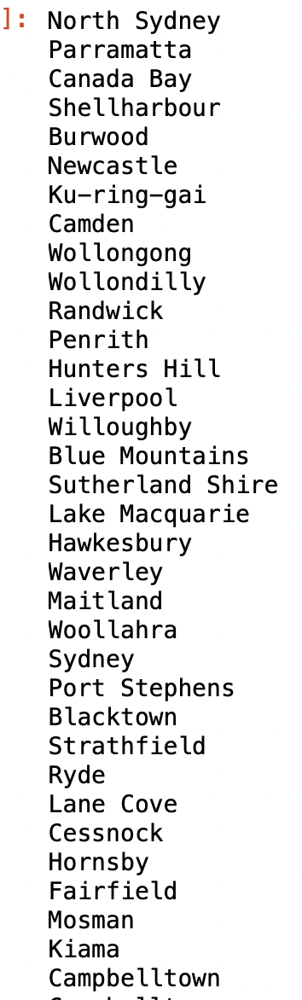 ]: North Sydney
Parramatta
Canada Bay
Shellharbour
Burwood
Newcastle
Ku-ring-gai
Camden
Wollongong
Wollondilly
Randwick
Penrith
Hunters Hill
Liverpool
Willoughby
Blue Mountains
Sutherland Shire
Lake Macquarie
Hawkesbury
Waverley
Maitland
Woollahra
Sydney
Port Stephens
Blacktown
Strathfield
Ryde
Lane Cove
Cessnock
Hornsby
Fairfield
Mosman
Kiama
Campbelltown